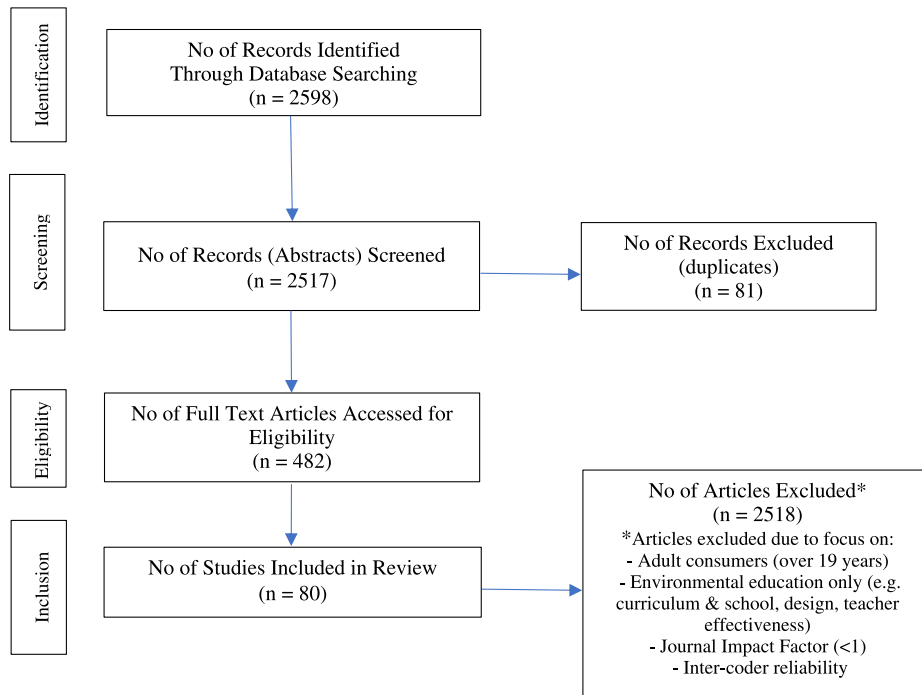 Identification
No of Records Identified
Through Database Searching
(n = 2598)
Screening
No of Records (Abstracts) Screened
(n = 2517)
No of Records Excluded
(duplicates)
(n = 81)
Eligibility
No of Full Text Articles Accessed for
Eligibility
(n = 482)
Inclusion
No of Studies Included in Review
(n = 80)
No of Articles Excluded*
(n = 2518)
*Articles excluded due to focus on:
- Adult consumers (over 19 years)
- Environmental education only (e.g.
curriculum & school, design, teacher
effectiveness)
- Journal Impact Factor (<1)
- Inter-coder reliability